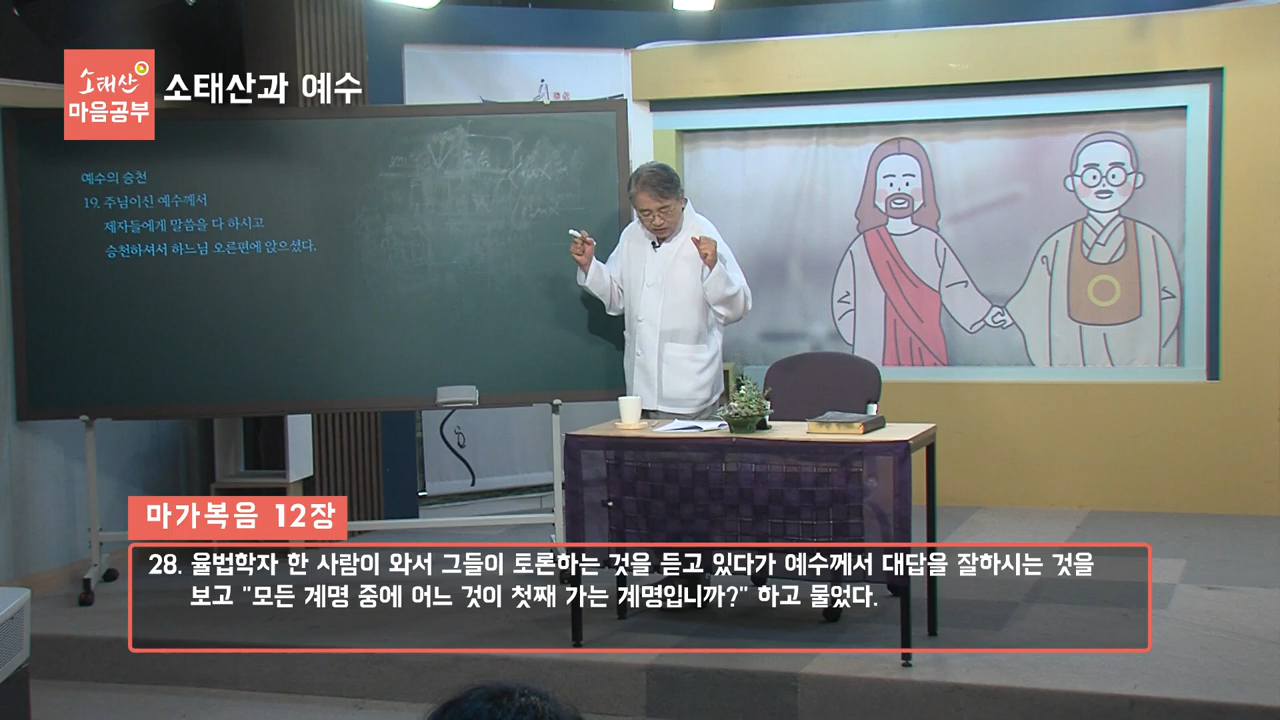 소태산
마음공부
소태산과 예수
예수의 승천
19. 주님이신 예수께서
제자들에게 말씀을 다 하시고
승천하셔서 하느님 오른편에 앉으셨다.
마가복음 12장
28. 율법학자 한 사람이 와서 그들이 토론하는 것을 듣고 있다가 예수께서 대답을 잘하시는 것을
보고 "모든 계명 중에 어느 것이 첫째 가는 계명입니까?" 하고 물었다.